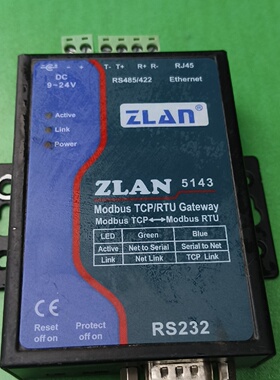 - +
T- T+ R+ R- RJ45
DC
9~24V
RS485/422 Ethernet
Active
Link
Power
ZLAN®
ZLAN 5143
Modbus TCP/RTU Gateway
Modbus TCP↔Modbus RTU
LED Green Blue
Active Net to Serial Serial to Net
Link Net Link TCP Link
CE
Reset Protect
off on off on
RS232